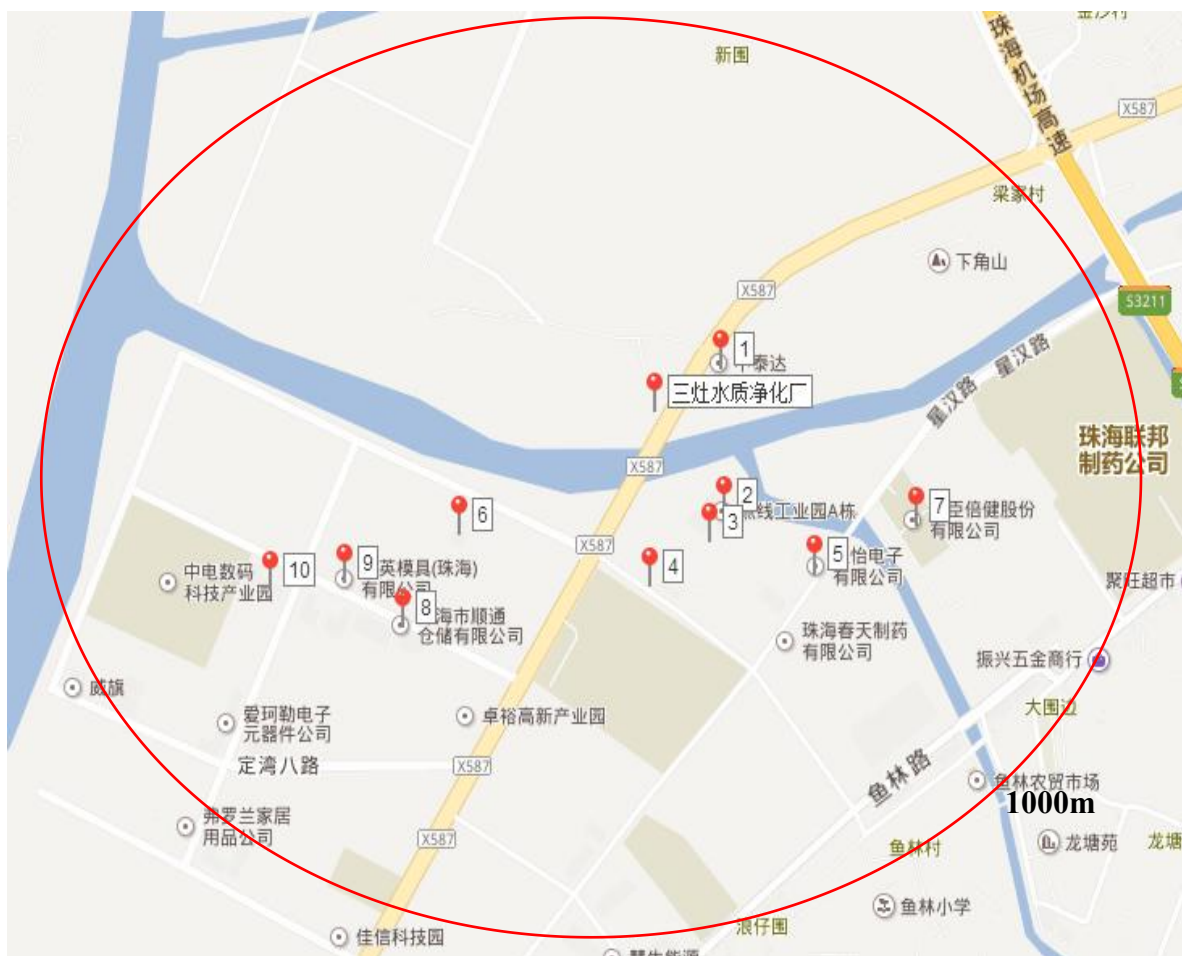 金沙村
新围
珠海机场高速
X587
梁家村
下角山
X587
S3211
1
泰达
三灶水质净化厂
星汉路
星汉路
珠海联邦
制药公司
X587
2
3
线工业园A栋
7
臣倍健股份
有限公司
6
X587
4
5
怡电子
有限公司
10
中电数码
科技产业园
9
英模具(珠海)
有限公司
8
海市顺通
仓储有限公司
聚旺超市
珠海春天制药
有限公司
振兴五金商行
威旗
大围边
爱珂勒电子
元器件公司
卓裕高新产业园
定湾八路
X587
鱼林路
鱼林农贸市场
1000m
弗罗兰家居
用品公司
X587
鱼林村
龙塘苑
龙塘
鱼林小学
浪仔围
佳信科技园